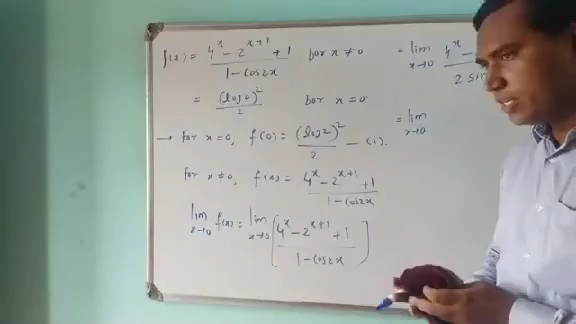 f(x) = 4^x - 2^{x+1} + 1 / 1 - cos2x for x ≠ 0
= (log2)^2 / 2 for x = 0
→ for x = 0, f(0) = (log2)^2 / 2 — (i).
for x ≠ 0, f(x) = 4^x - 2^{x+1} + 1 / 1 - cos2x
lim x→0 f(x) = lim x→0 [4^x - 2^{x+1} + 1 / 1 - cos2x]
= lim x→0 4^x - / 2 sin
= lim x→0